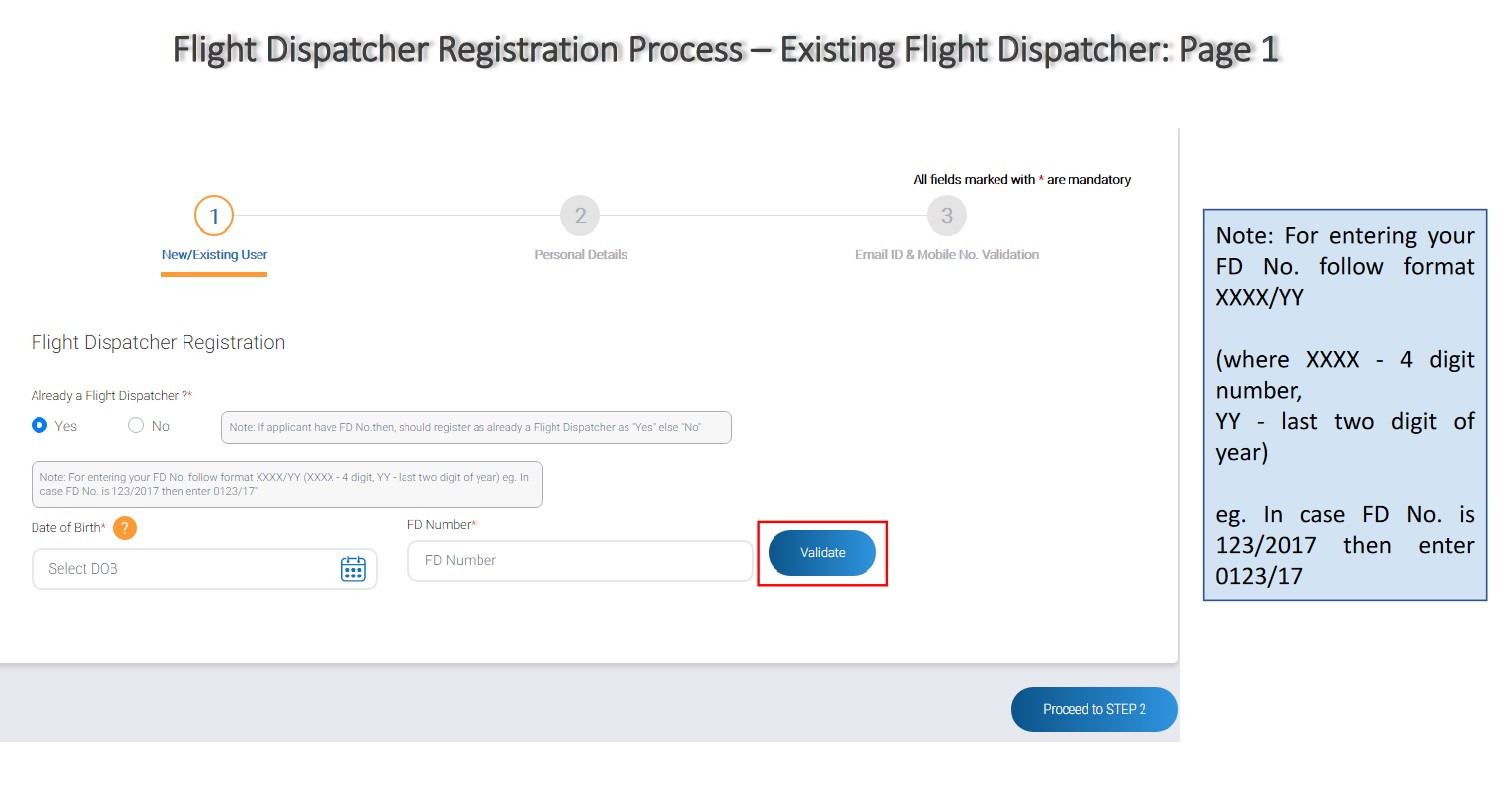 Flight Dispatcher Registration Process – Existing Flight Dispatcher: Page 1
All fields marked with * are mandatory
1
2
3
New/Existing User
Personal Details
Email ID & Mobile No. Validation
Flight Dispatcher Registration
Already a Flight Dispatcher ?*
Yes
No
Note: If applicant have FD No.then, should register as already a Flight Dispatcher as "Yes" else "No"
Note: For entering your FD No. follow format XXXX/YY (XXXX - 4 digit, YY - last two digit of year) eg. In
case FD No. is 123/2017 then enter 0123/17"
Date of Birth* ?
FD Number*
Select DOB
FD Number
Validate
Proceed to STEP 2
Note: For entering your
FD No. follow format
XXXX/YY
(where XXXX - 4 digit
number,
YY - last two digit of
year)
eg. In case FD No. is
123/2017 then enter
0123/17